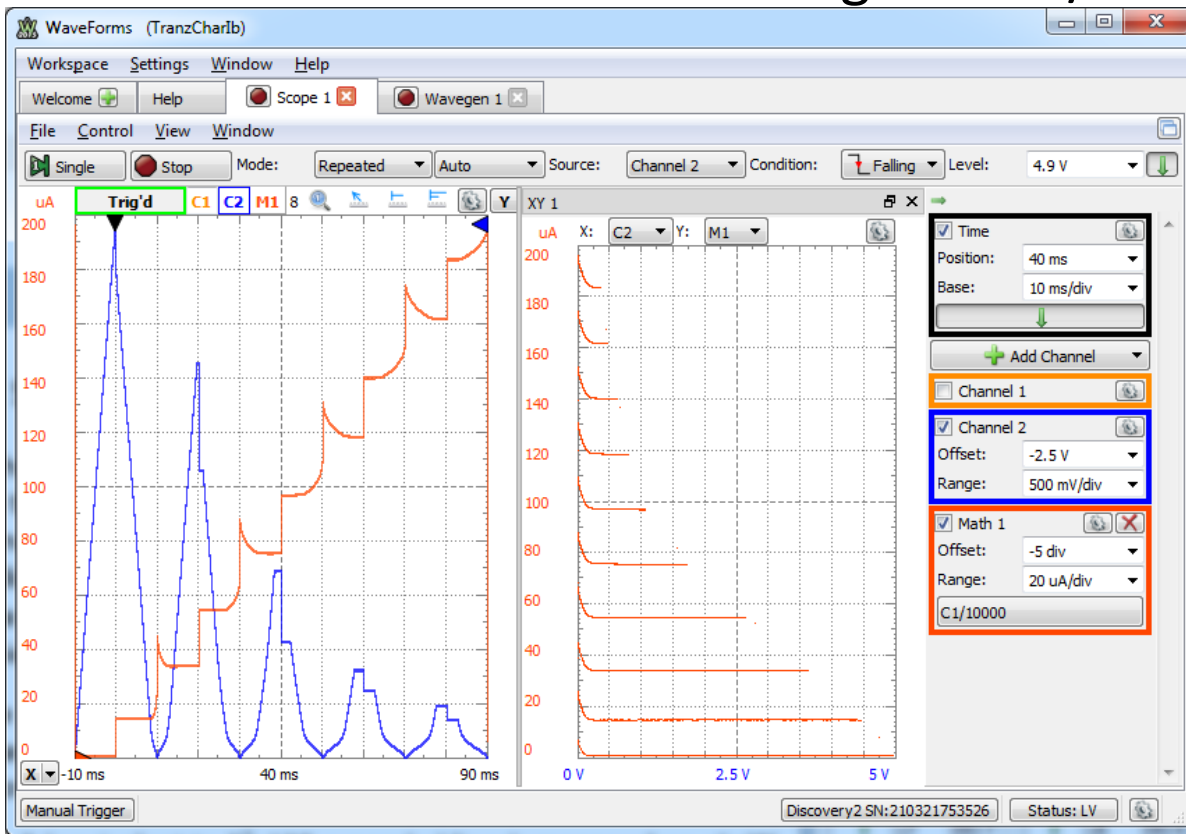 WaveForms (TranzCharIb)
Workspace Settings Window Help
Welcome Help Scope 1 Wavegen 1
File Control View Window
Single Stop Mode: Repeated Auto Source: Channel 2 Condition: Falling Level: 4.9 V
uA Trig'd C1 C2 M1 8 Y
200
180
160
140
120
100
80
60
40
20
0
X -10 ms 40 ms 90 ms
XY 1
uA X: C2 Y: M1
200
180
160
140
120
100
80
60
40
20
0
0 V 2.5 V 5 V
Time
Position: 40 ms
Base: 10 ms/div
Add Channel
Channel 1
Channel 2
Offset: -2.5 V
Range: 500 mV/div
Math 1
Offset: -5 div
Range: 20 uA/div
C1/10000
Manual Trigger Discovery2 SN:210321753526 Status: LV